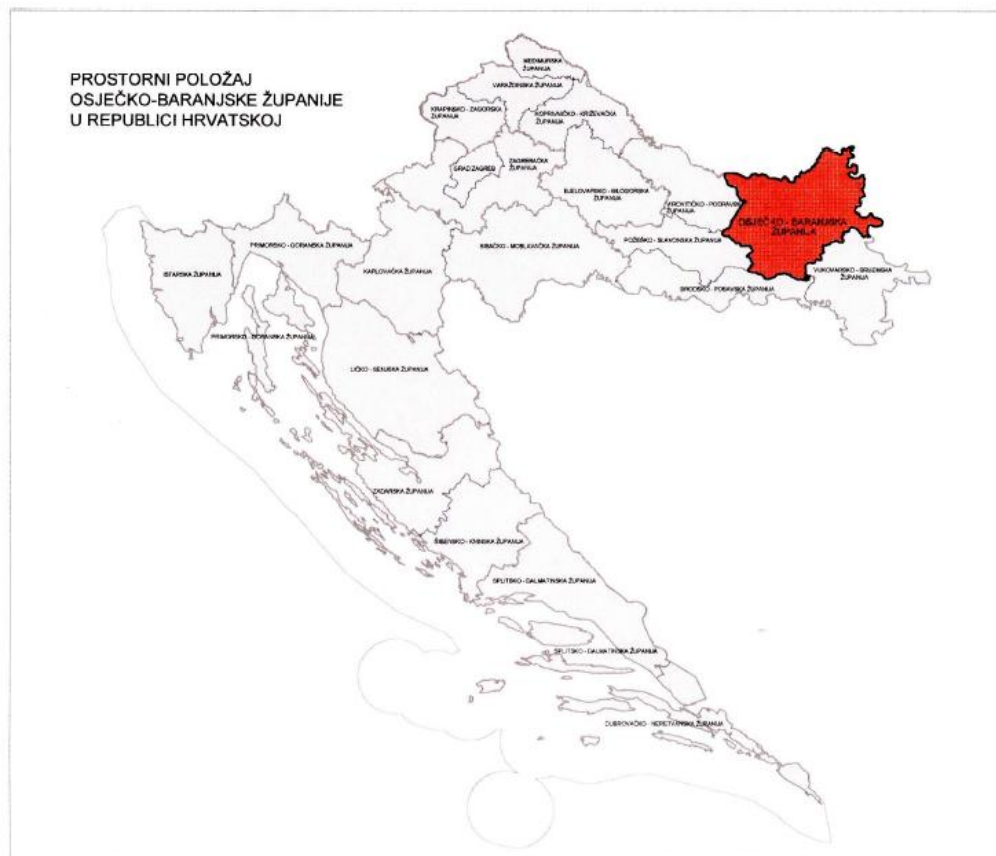 PROSTORNI POLOŽAJ
OSJEČKO-BARANJSKE ŽUPANIJE
U REPUBLICI HRVATSKOJ
MEĐIMURSKA
ŽUPANIJA
VARAŽDINSKA ŽUPANIJA
KRAPINSKO - ZAGORSKA
ŽUPANIJA
KOPRIVNIČKO - KRIŽEVAČKA
ŽUPANIJA
GRAD ZAGREB
ZAGREBAČKA
ŽUPANIJA
BJELOVARSKO - BILOGORSKA
ŽUPANIJA
VIROVITIČKO - PODRAVSKA
ŽUPANIJA
OSJEČKO - BARANJSKA
ŽUPANIJA
POŽEŠKO - SLAVONSKA ŽUPANIJA
PRIMORSKO - GORANSKA ŽUPANIJA
SISAČKO - MOSLAVAČKA ŽUPANIJA
ISTARSKA ŽUPANIJA
KARLOVAČKA ŽUPANIJA
VUKOVARSKO - SRIJEMSKA
ŽUPANIJA
BRODSKO - POSAVSKA ŽUPANIJA
PRIMORSKO - GORANSKA ŽUPANIJA
LIČKO - SENJSKA ŽUPANIJA
ZADARSKA ŽUPANIJA
ŠIBENSKO - KNINSKA ŽUPANIJA
SPLITSKO - DALMATINSKA ŽUPANIJA
SPLITSKO - DALMATINSKA ŽUPANIJA
DUBROVAČKO - NERETVANSKA ŽUPANIJA